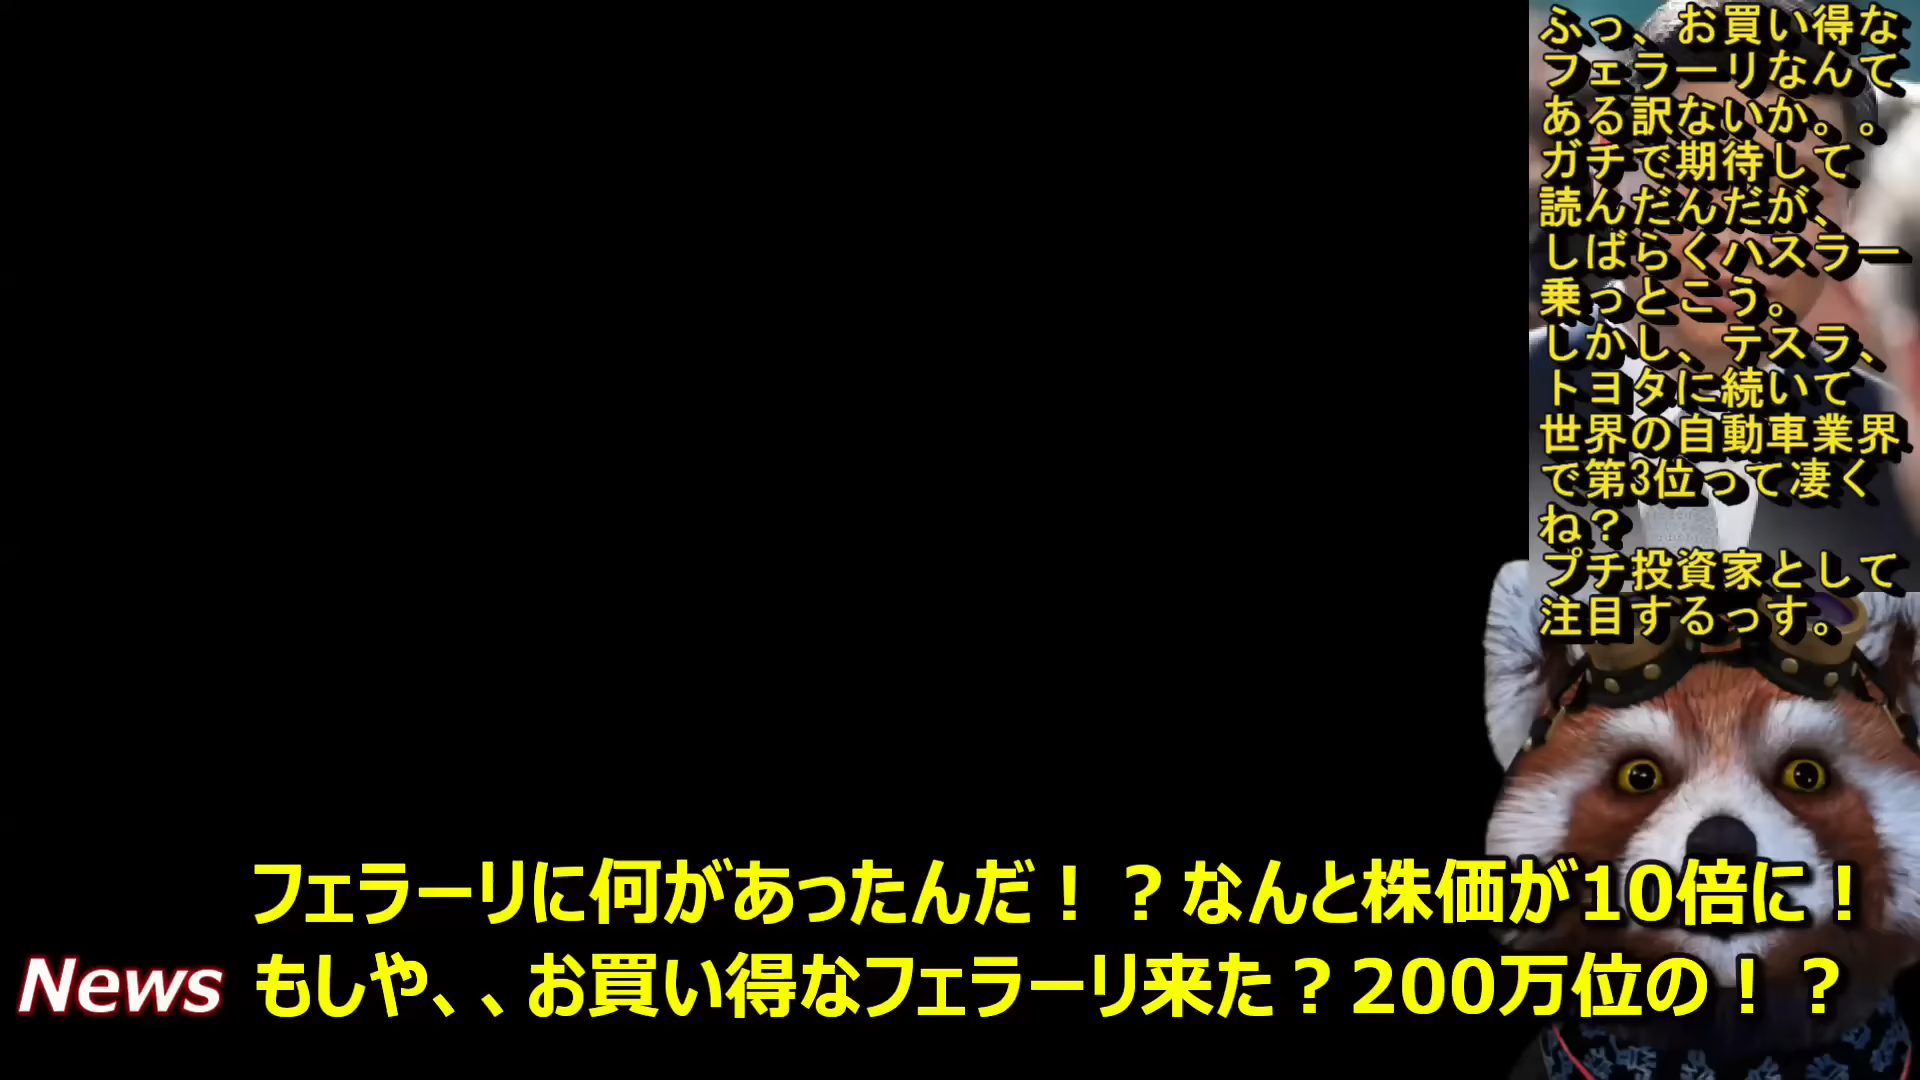 ふっ、お買い得な
フェラーリなんて
ある訳ないか。。
ガチで期待して
読んだんだが、
しばらくハスラー
乗っとこう。
しかし、テスラ、
トヨタに続いて
世界の自動車業界
で第3位って凄く
ね？
プチ投資家として
注目するっす。
フェラーリに何があったんだ！？なんと株価が10倍に！
News もしや、、お買い得なフェラーリ来た？200万位の！？